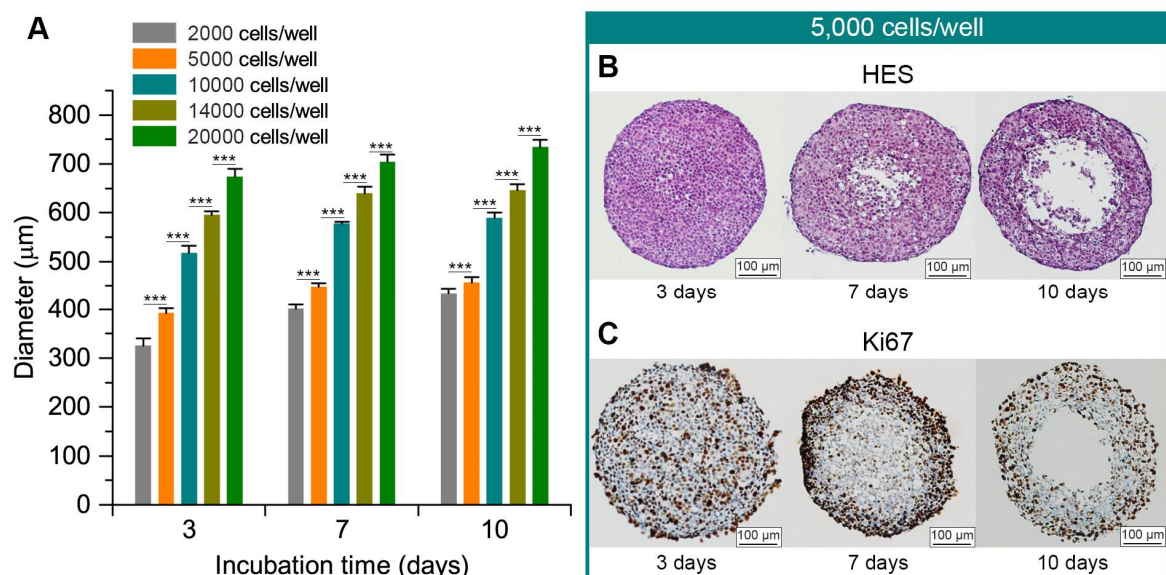 A
2000 cells/well
5000 cells/well
10000 cells/well
14000 cells/well
20000 cells/well
Diameter (μm)
800
700
600
500
400
300
200
100
0
*** *** *** ***
*** *** *** ***
*** *** *** ***
3 7 10
Incubation time (days)
5,000 cells/well
B
HES
100 μm 100 μm 100 μm
3 days 7 days 10 days
C
Ki67
100 μm 100 μm 100 μm
3 days 7 days 10 days